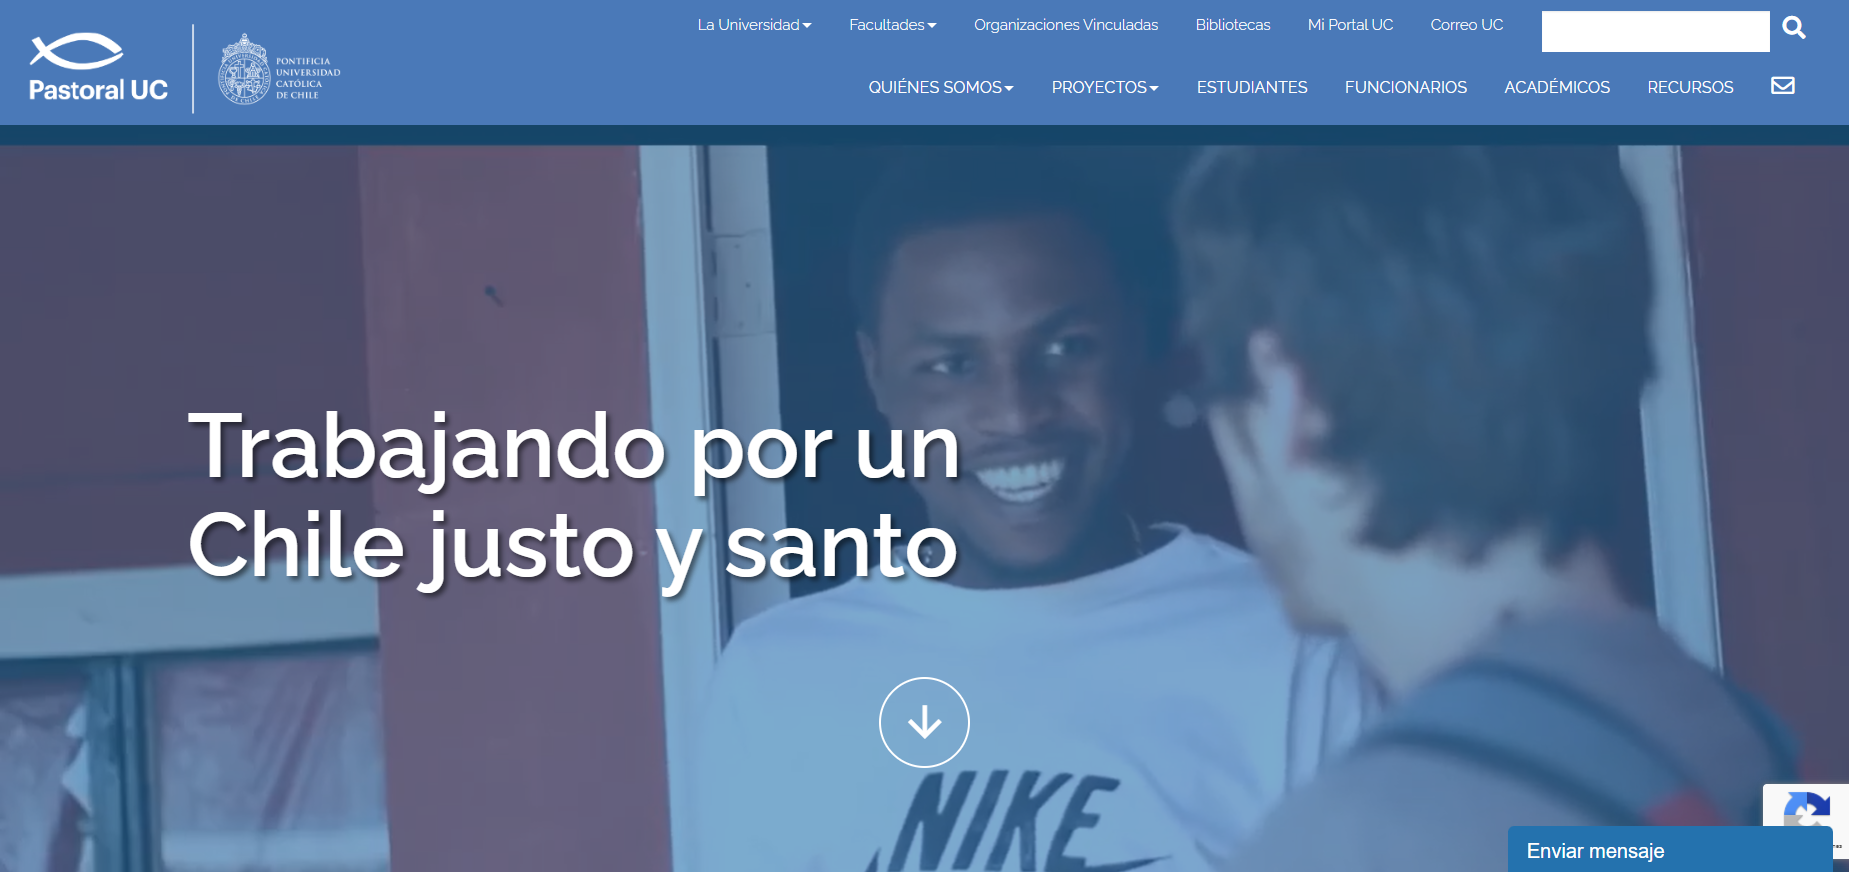 La Universidad
Facultades
Organizaciones Vinculadas
Bibliotecas
Mi Portal UC
Correo UC
Pastoral UC
PONTIFICIA
UNIVERSIDAD
CATÓLICA
DE CHILE
QUIÉNES SOMOS
PROYECTOS
ESTUDIANTES
FUNCIONARIOS
ACADÉMICOS
RECURSOS
Trabajando por un
Chile justo y santo
NIKE
Enviar mensaje